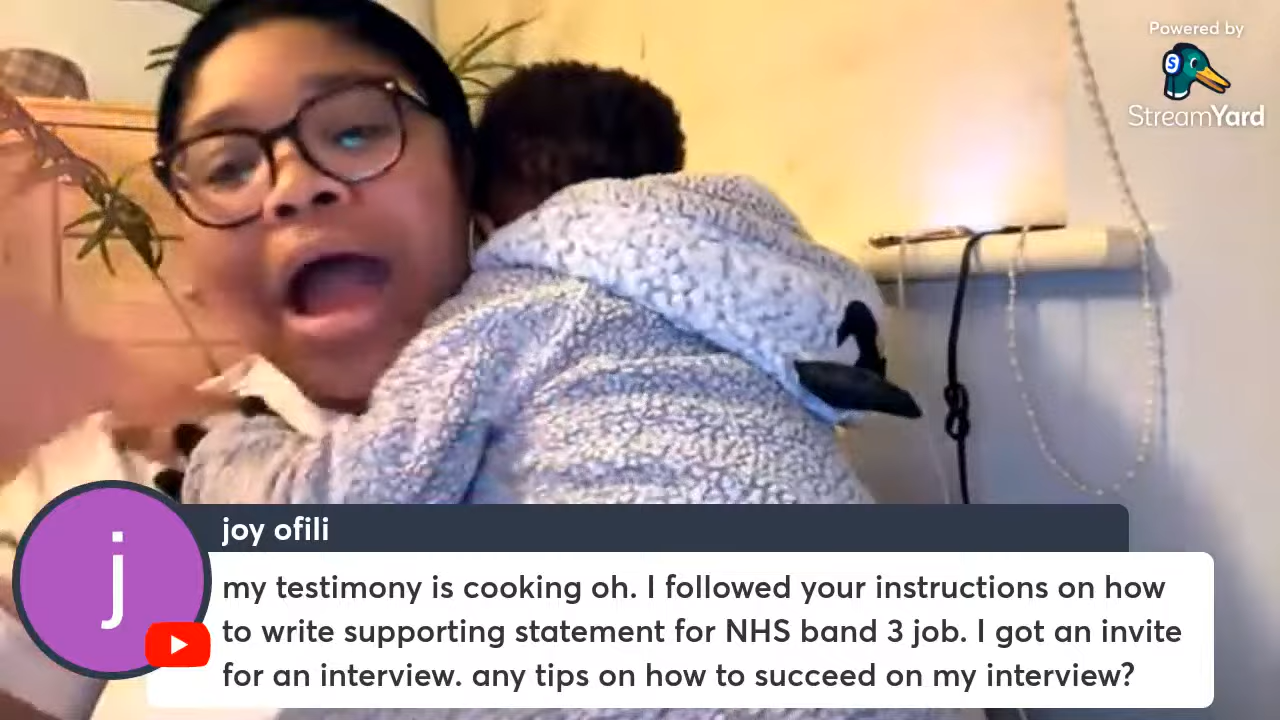 Powered by
StreamYard
S
j
joy ofili
my testimony is cooking oh. I followed your instructions on how
to write supporting statement for NHS band 3 job. I got an invite
for an interview. any tips on how to succeed on my interview?